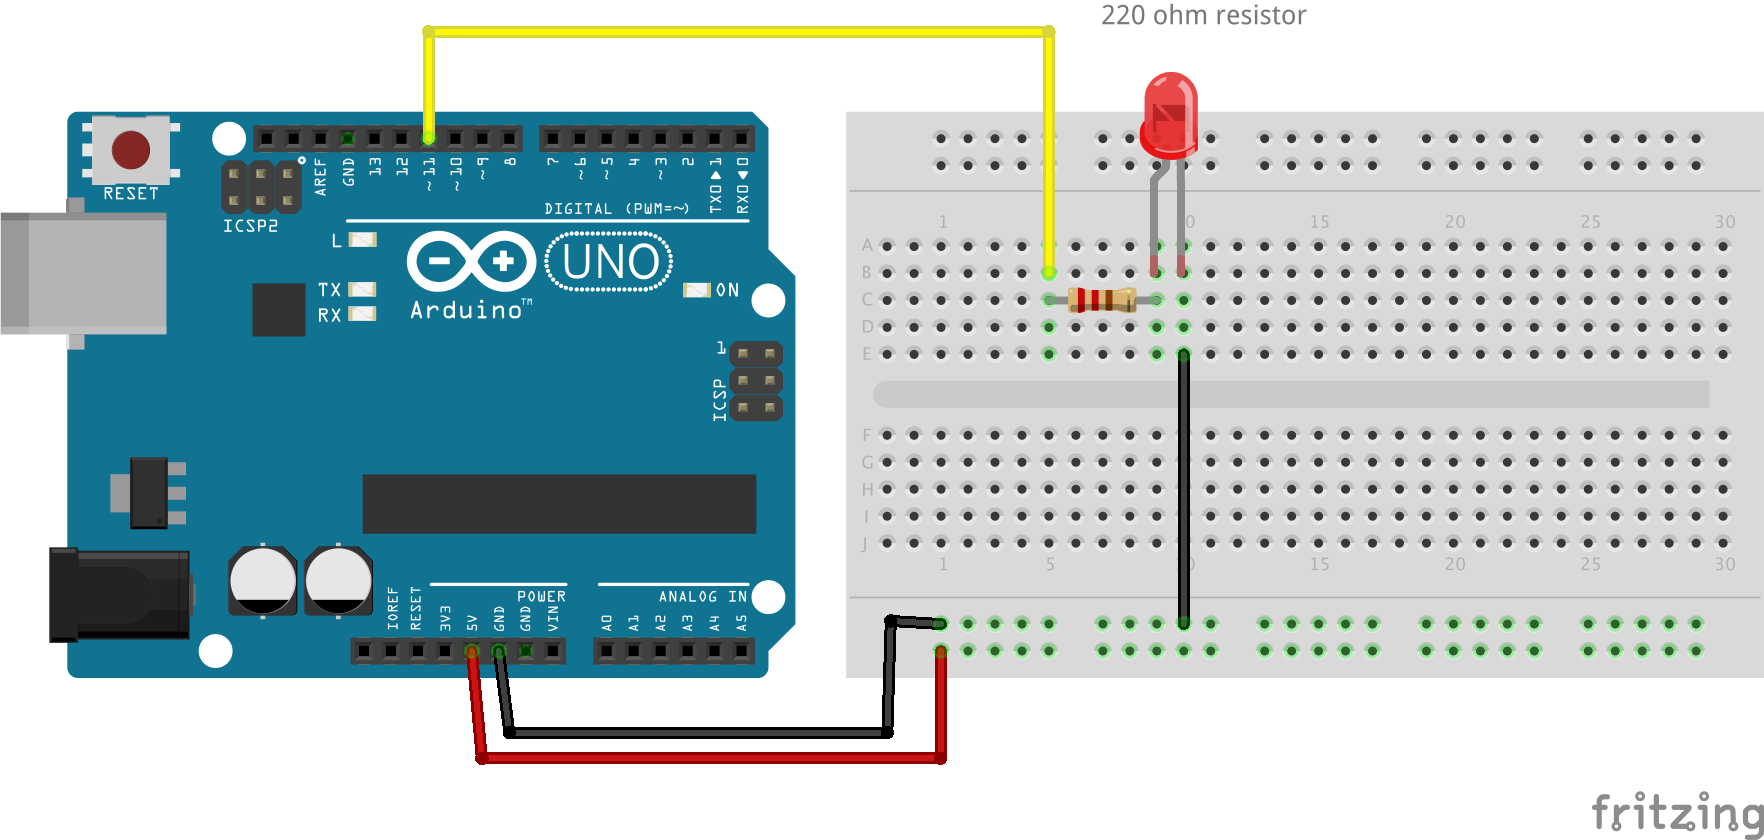 220 ohm resistor
RESET
ICSP2
AREF
GND
13
12
~11
~10
~9
8
7
~6
~5
4
~3
2
TX0▶1
RX0◀0
DIGITAL (PWM=~)
L
TX
RX
UNO
Arduino™
ON
1
ICSP
IOREF
RESET
3V3
5V
GND
GND
VIN
POWER
ANALOG IN
A0
A1
A2
A3
A4
A5
1 10 15 20 25 30
A
B
C
D
E
F
G
H
I
J
1 5 10 15 20 25 30
fritzing